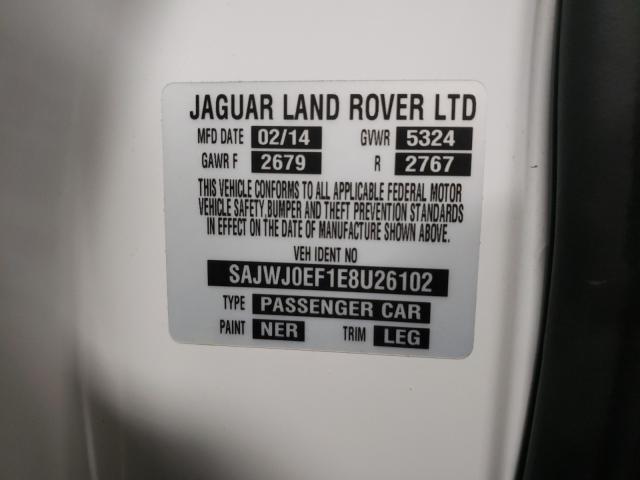 JAGUAR LAND ROVER LTD
MFD DATE 02/14 GVWR 5324
GAWR F 2679 R 2767
THIS VEHICLE CONFORMS TO ALL APPLICABLE FEDERAL MOTOR
VEHICLE SAFETY, BUMPER AND THEFT PREVENTION STANDARDS
IN EFFECT ON THE DATE OF MANUFACTURE SHOWN ABOVE.
VEH IDENT NO
SAJWJ0EF1E8U26102
TYPE PASSENGER CAR
PAINT NER TRIM LEG